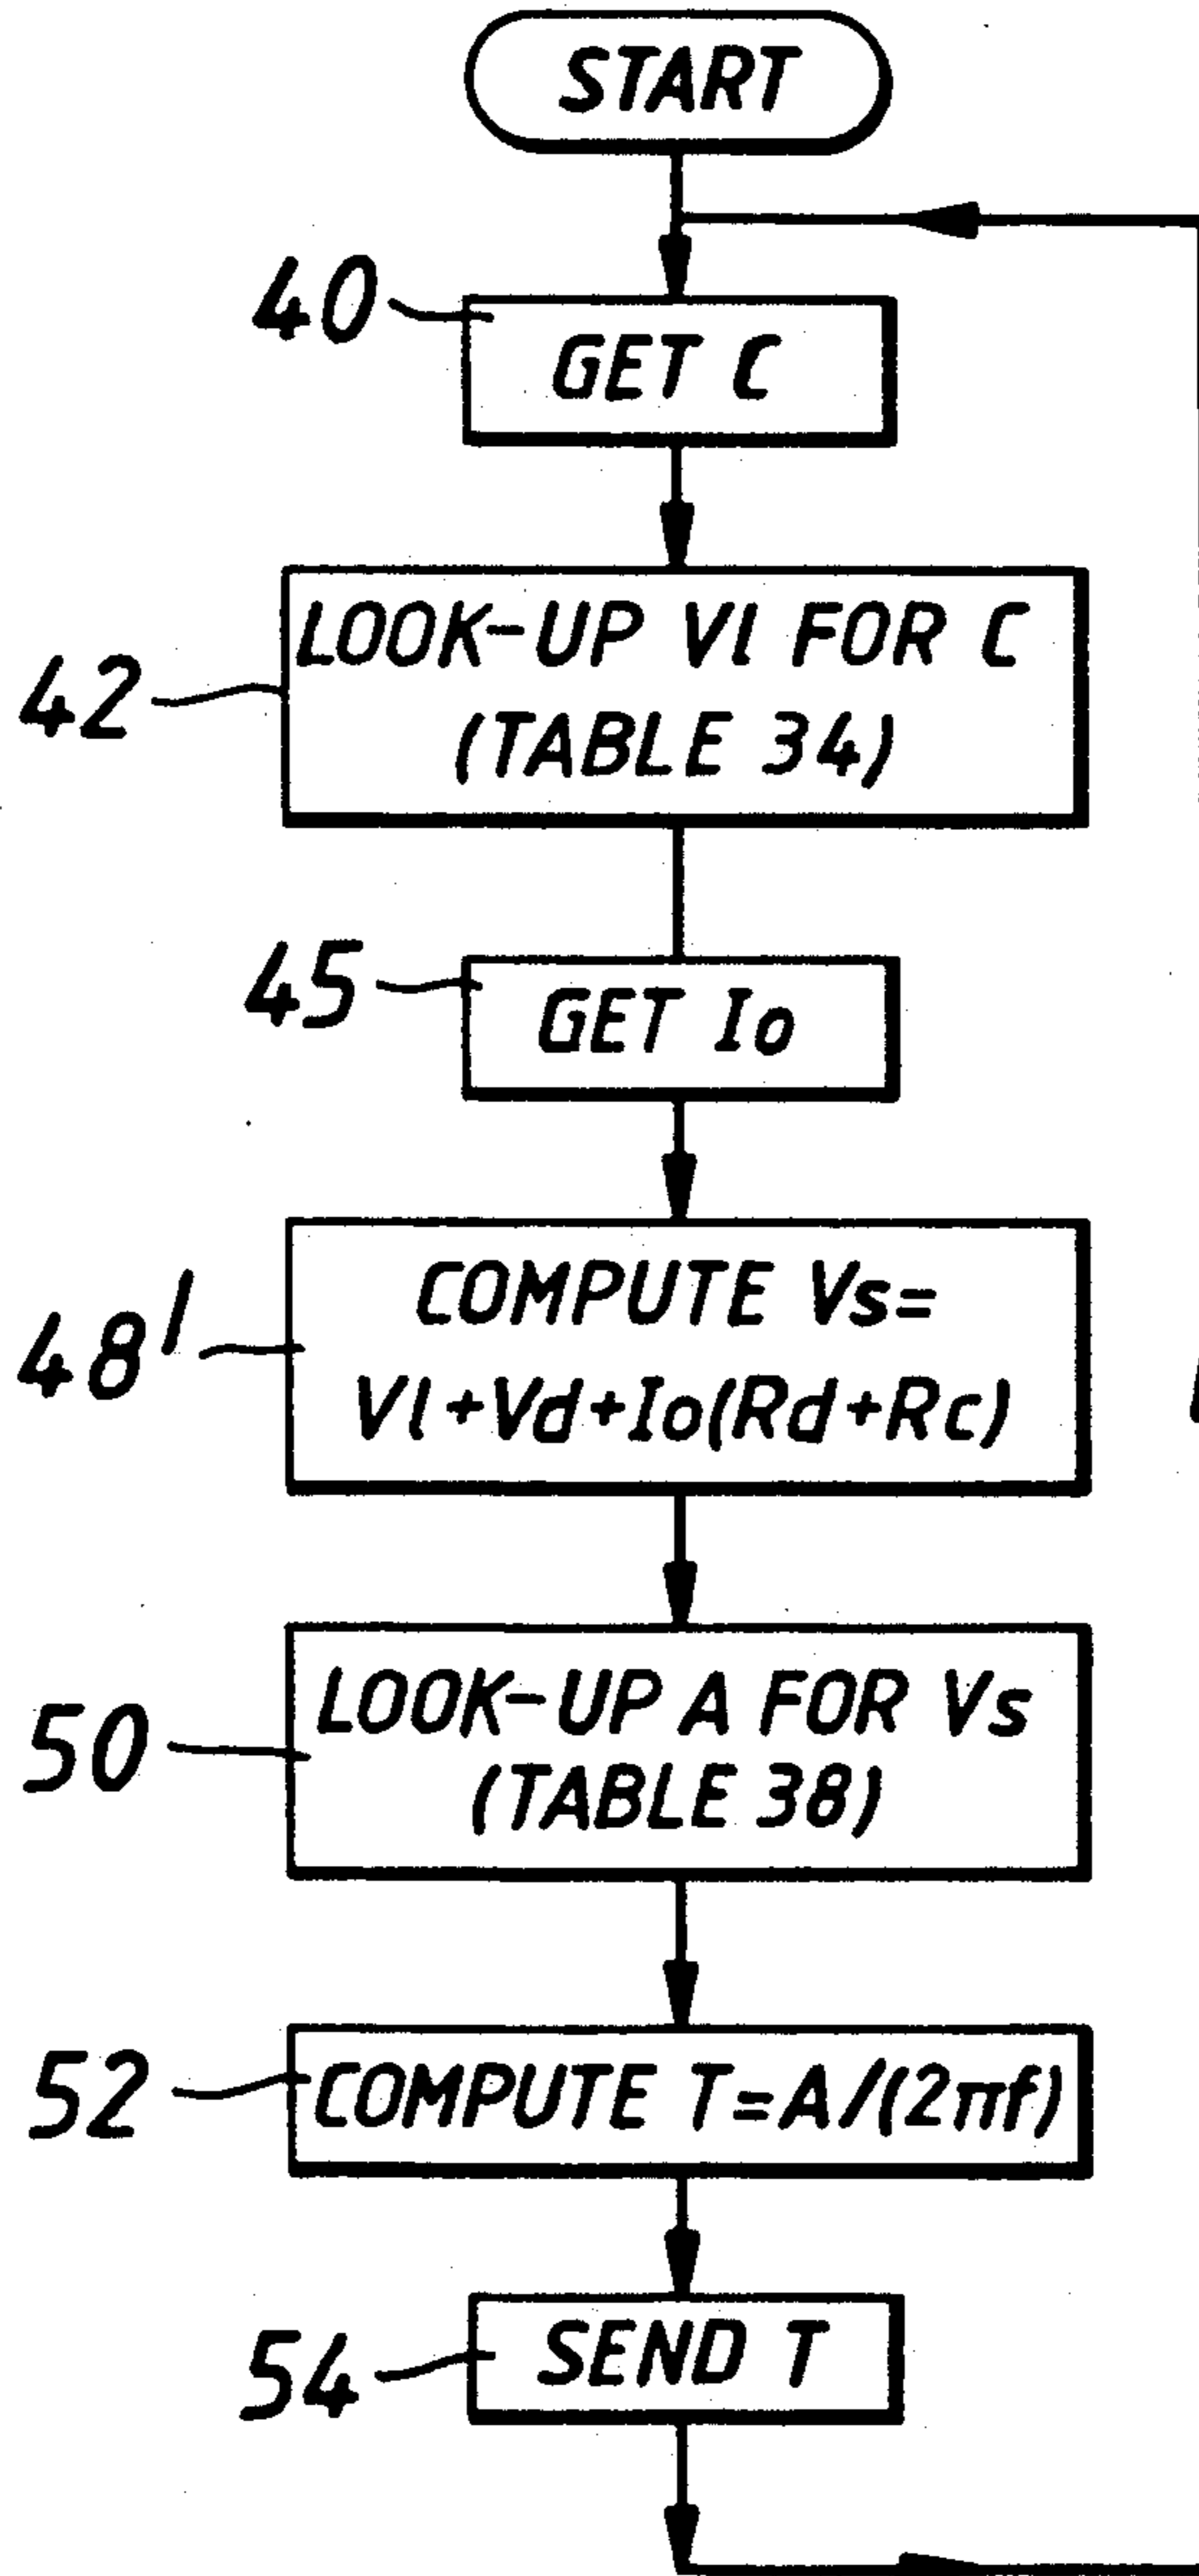 START
40
GET C
42
LOOK-UP Vl FOR C
(TABLE 34)
45
GET Io
48'
COMPUTE Vs=
Vl+Vd+Io(Rd+Rc)
50
LOOK-UP A FOR Vs
(TABLE 38)
52
COMPUTE T=A/(2πf)
54
SEND T